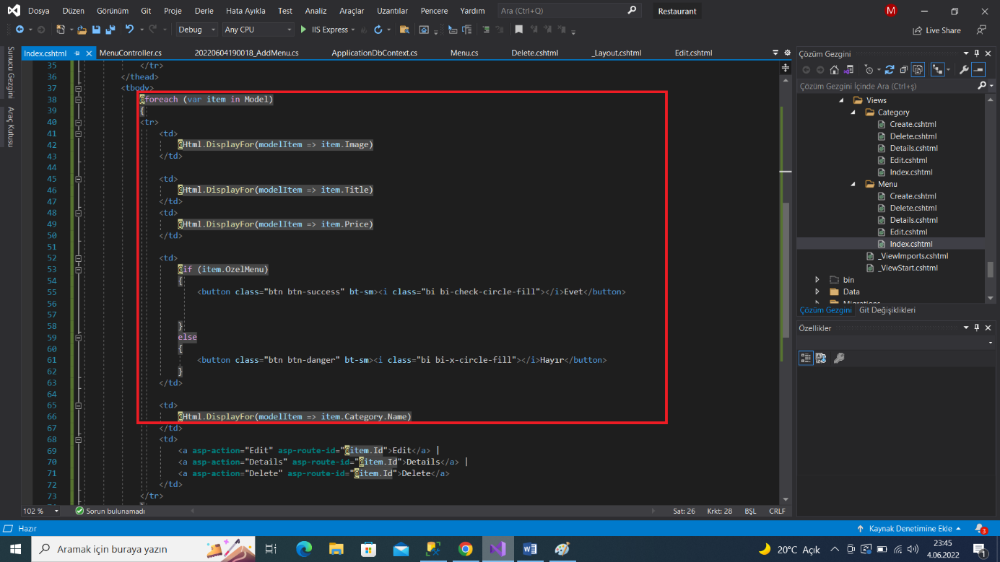 Dosya Düzen Görünüm Git Proje Derle Hata Ayıkla Test Analiz Araçlar Uzantılar Pencere Yardım Ara (Ctrl+Q) Restaurant M
Debug Any CPU IIS Express Live Share
Sunucu Gezgini
Araç Kutusu
Index.cshtml MenuController.cs 20220604190018_AddMenu.cs ApplicationDbContext.cs Menu.cs Delete.cshtml _Layout.cshtml Edit.cshtml
35 </tr>
36 </thead>
37 <tbody>
38 @foreach (var item in Model)
39 {
40 <tr>
41 <td>
42 @Html.DisplayFor(modelItem => item.Image)
43 </td>
44
45 <td>
46 @Html.DisplayFor(modelItem => item.Title)
47 </td>
48 <td>
49 @Html.DisplayFor(modelItem => item.Price)
50 </td>
51
52 <td>
53 @if (item.OzelMenu)
54 {
55 <button class="btn btn-success" bt-sm><i class="bi bi-check-circle-fill"></i>Evet</button>
56
57
58 }
59 else
60 {
61 <button class="btn btn-danger" bt-sm><i class="bi bi-x-circle-fill"></i>Hayır</button>
62 }
63 </td>
64
65 <td>
66 @Html.DisplayFor(modelItem => item.Category.Name)
67 </td>
68 <td>
69 <a asp-action="Edit" asp-route-id="@item.Id">Edit</a> |
70 <a asp-action="Details" asp-route-id="@item.Id">Details</a> |
71 <a asp-action="Delete" asp-route-id="@item.Id">Delete</a>
72 </td>
73 </tr>
102 % Sorun bulunamadı Sat: 26 Krkt: 28 BŞL CRLF
Çözüm Gezgini
Çözüm Gezgini İçinde Ara (Ctrl+ş)
Views
Category
Create.cshtml
Delete.cshtml
Details.cshtml
Edit.cshtml
Index.cshtml
Menu
Create.cshtml
Delete.cshtml
Details.cshtml
Edit.cshtml
Index.cshtml
_ViewImports.cshtml
_ViewStart.cshtml
bin
Data
Migrations
Çözüm Gezgini Git Değişiklikleri
Özellikler
Hazır Kaynak Denetimine Ekle 3
Aramak için buraya yazın 20°C Açık 23:45
4.06.2022 1